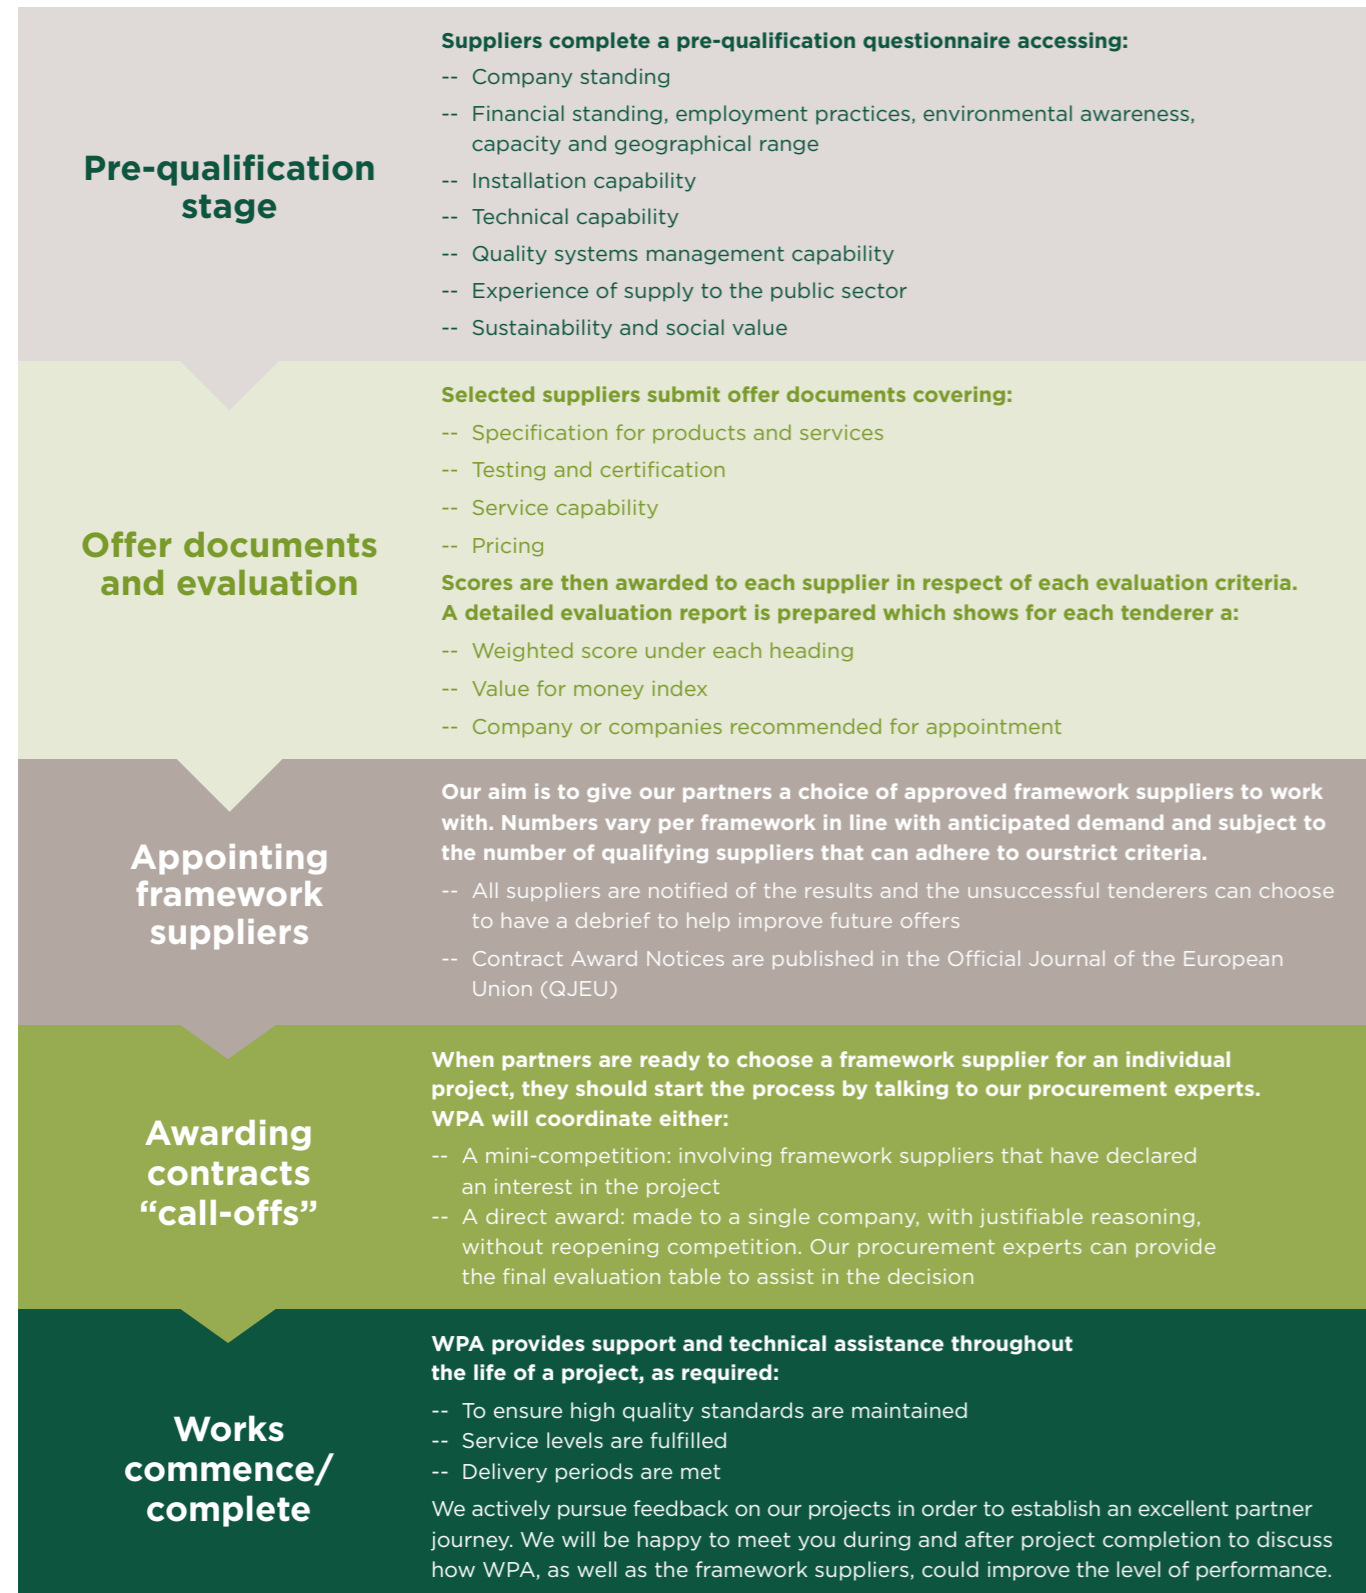 Pre-qualification
stage
Suppliers complete a pre-qualification questionnaire accessing:
-- Company standing
-- Financial standing, employment practices, environmental awareness,
capacity and geographical range
-- Installation capability
-- Technical capability
-- Quality systems management capability
-- Experience of supply to the public sector
-- Sustainability and social value
Offer documents
and evaluation
Selected suppliers submit offer documents covering:
-- Specification for products and services
-- Testing and certification
-- Service capability
-- Pricing
Scores are then awarded to each supplier in respect of each evaluation criteria.
A detailed evaluation report is prepared which shows for each tenderer a:
-- Weighted score under each heading
-- Value for money index
-- Company or companies recommended for appointment
Appointing
framework
suppliers
Our aim is to give our partners a choice of approved framework suppliers to work
with. Numbers vary per framework in line with anticipated demand and subject to
the number of qualifying suppliers that can adhere to ourstrict criteria.
-- All suppliers are notified of the results and the unsuccessful tenderers can choose
to have a debrief to help improve future offers
-- Contract Award Notices are published in the Official Journal of the European
Union (QJEU)
Awarding
contracts
“call-offs”
When partners are ready to choose a framework supplier for an individual
project, they should start the process by talking to our procurement experts.
WPA will coordinate either:
-- A mini-competition: involving framework suppliers that have declared
an interest in the project
-- A direct award: made to a single company, with justifiable reasoning,
without reopening competition. Our procurement experts can provide
the final evaluation table to assist in the decision
Works
commence/
complete
WPA provides support and technical assistance throughout
the life of a project, as required:
-- To ensure high quality standards are maintained
-- Service levels are fulfilled
-- Delivery periods are met
We actively pursue feedback on our projects in order to establish an excellent partner
journey. We will be happy to meet you during and after project completion to discuss
how WPA, as well as the framework suppliers, could improve the level of performance.